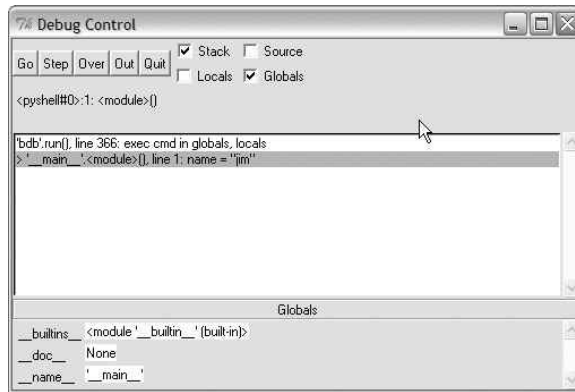 Debug Control
Go Step Over Out Quit Stack Source
Locals Globals
<pyshell#0>:1: <module>()
'bdb'.run(), line 366: exec cmd in globals, locals
> '__main__'.<module>(), line 1: name = "jim"
Globals
__builtins__ <module '__builtin__' (built-in)>
__doc__ None
__name__ '__main__'